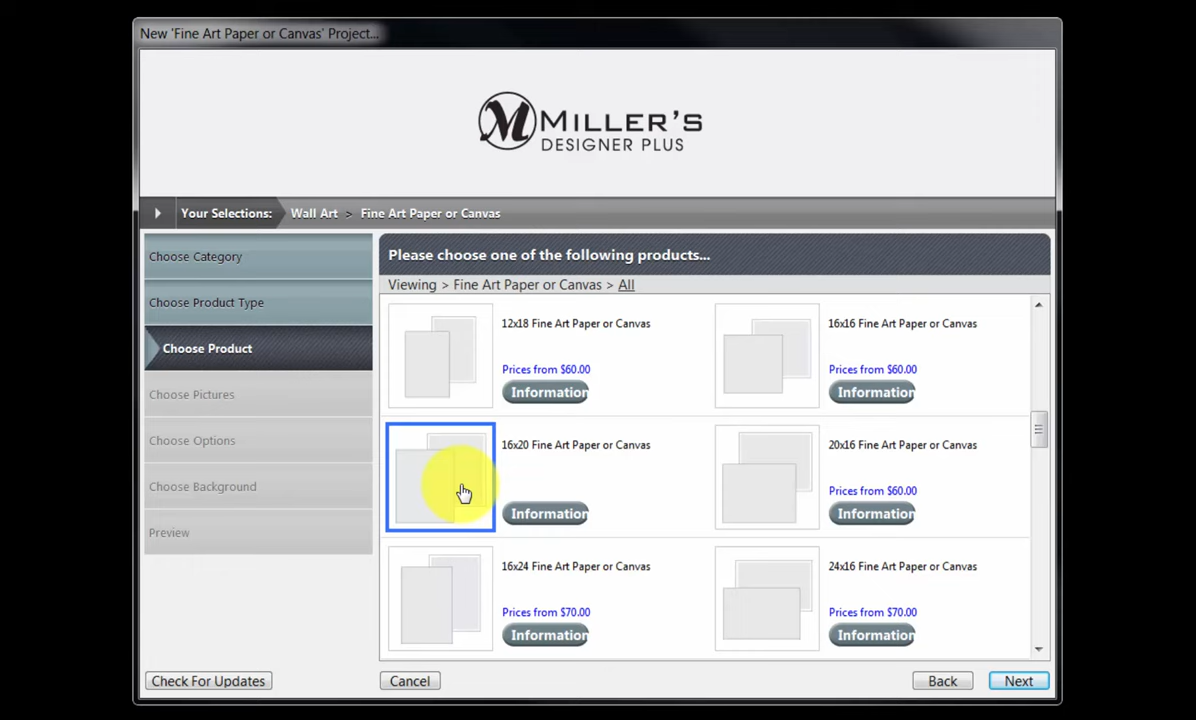 New 'Fine Art Paper or Canvas' Project...
M MILLER'S
DESIGNER PLUS
Your Selections: Wall Art > Fine Art Paper or Canvas
Choose Category
Choose Product Type
Choose Product
Choose Pictures
Choose Options
Choose Background
Preview
Please choose one of the following products...
Viewing > Fine Art Paper or Canvas > All
12x18 Fine Art Paper or Canvas
Prices from $60.00
Information
16x16 Fine Art Paper or Canvas
Prices from $60.00
Information
16x20 Fine Art Paper or Canvas
Information
20x16 Fine Art Paper or Canvas
Prices from $60.00
Information
16x24 Fine Art Paper or Canvas
Prices from $70.00
Information
24x16 Fine Art Paper or Canvas
Prices from $70.00
Information
Check For Updates
Cancel
Back
Next